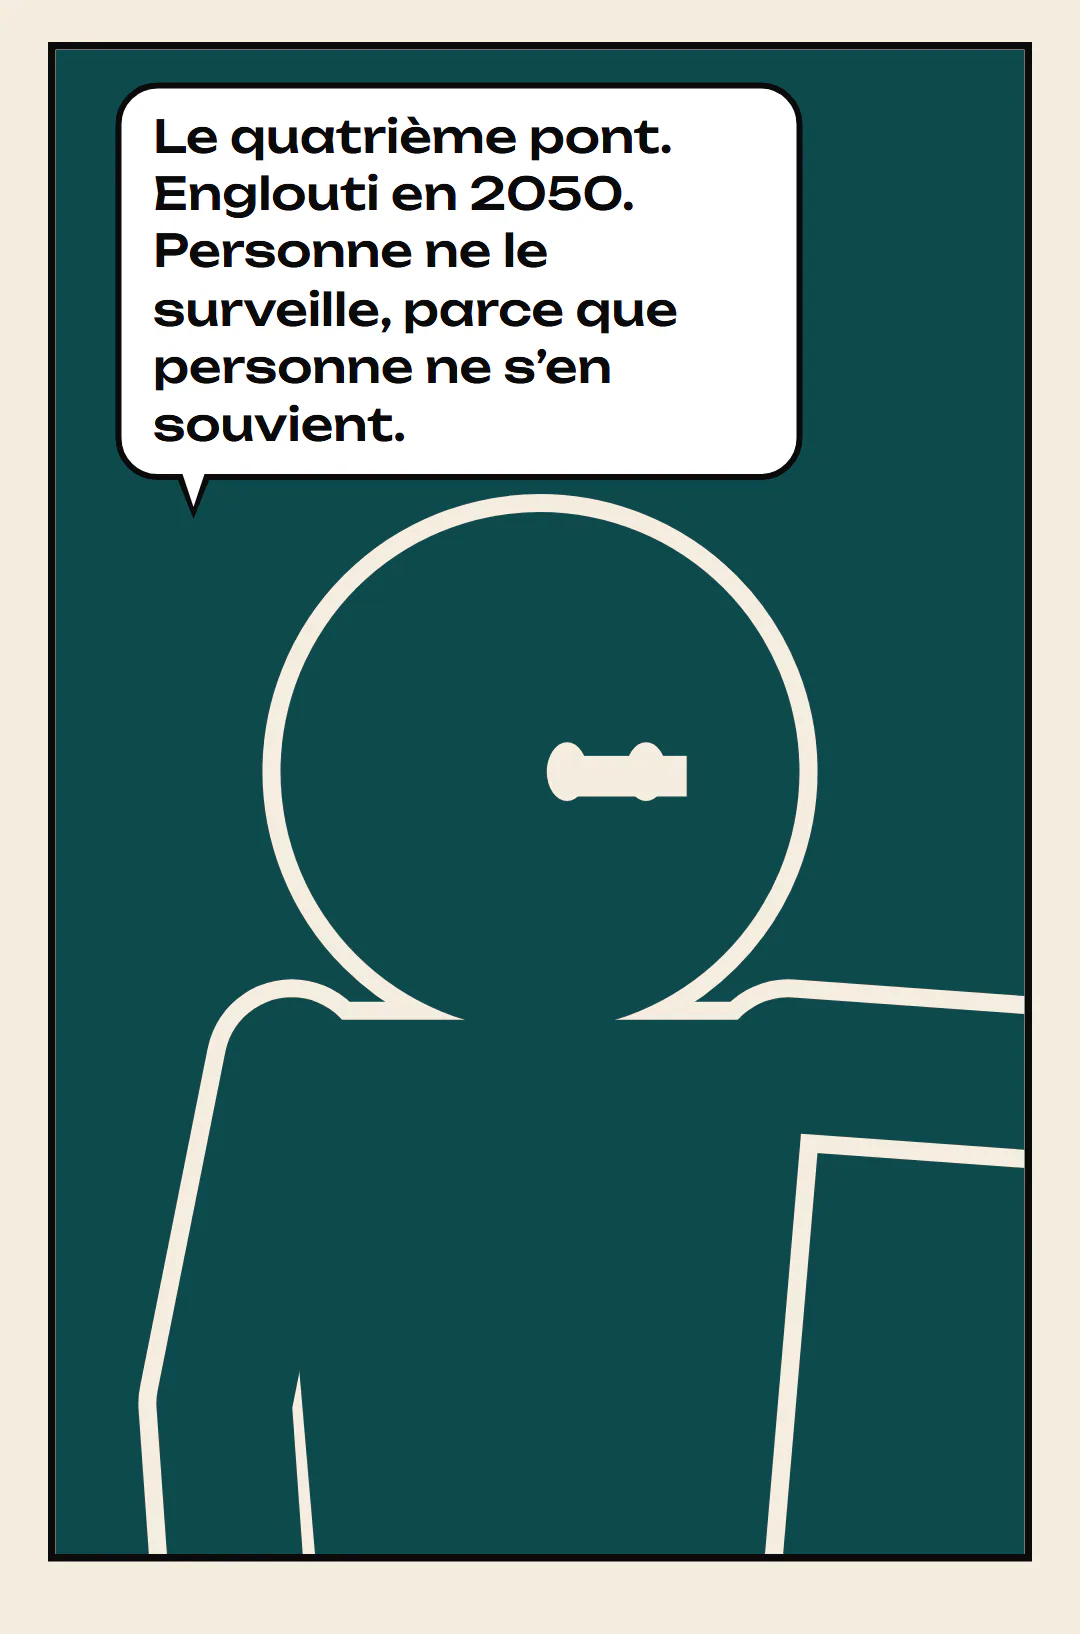 Le quatrième pont.
Englouti en 2050.
Personne ne le
surveille, parce que
personne ne s’en
souvient.